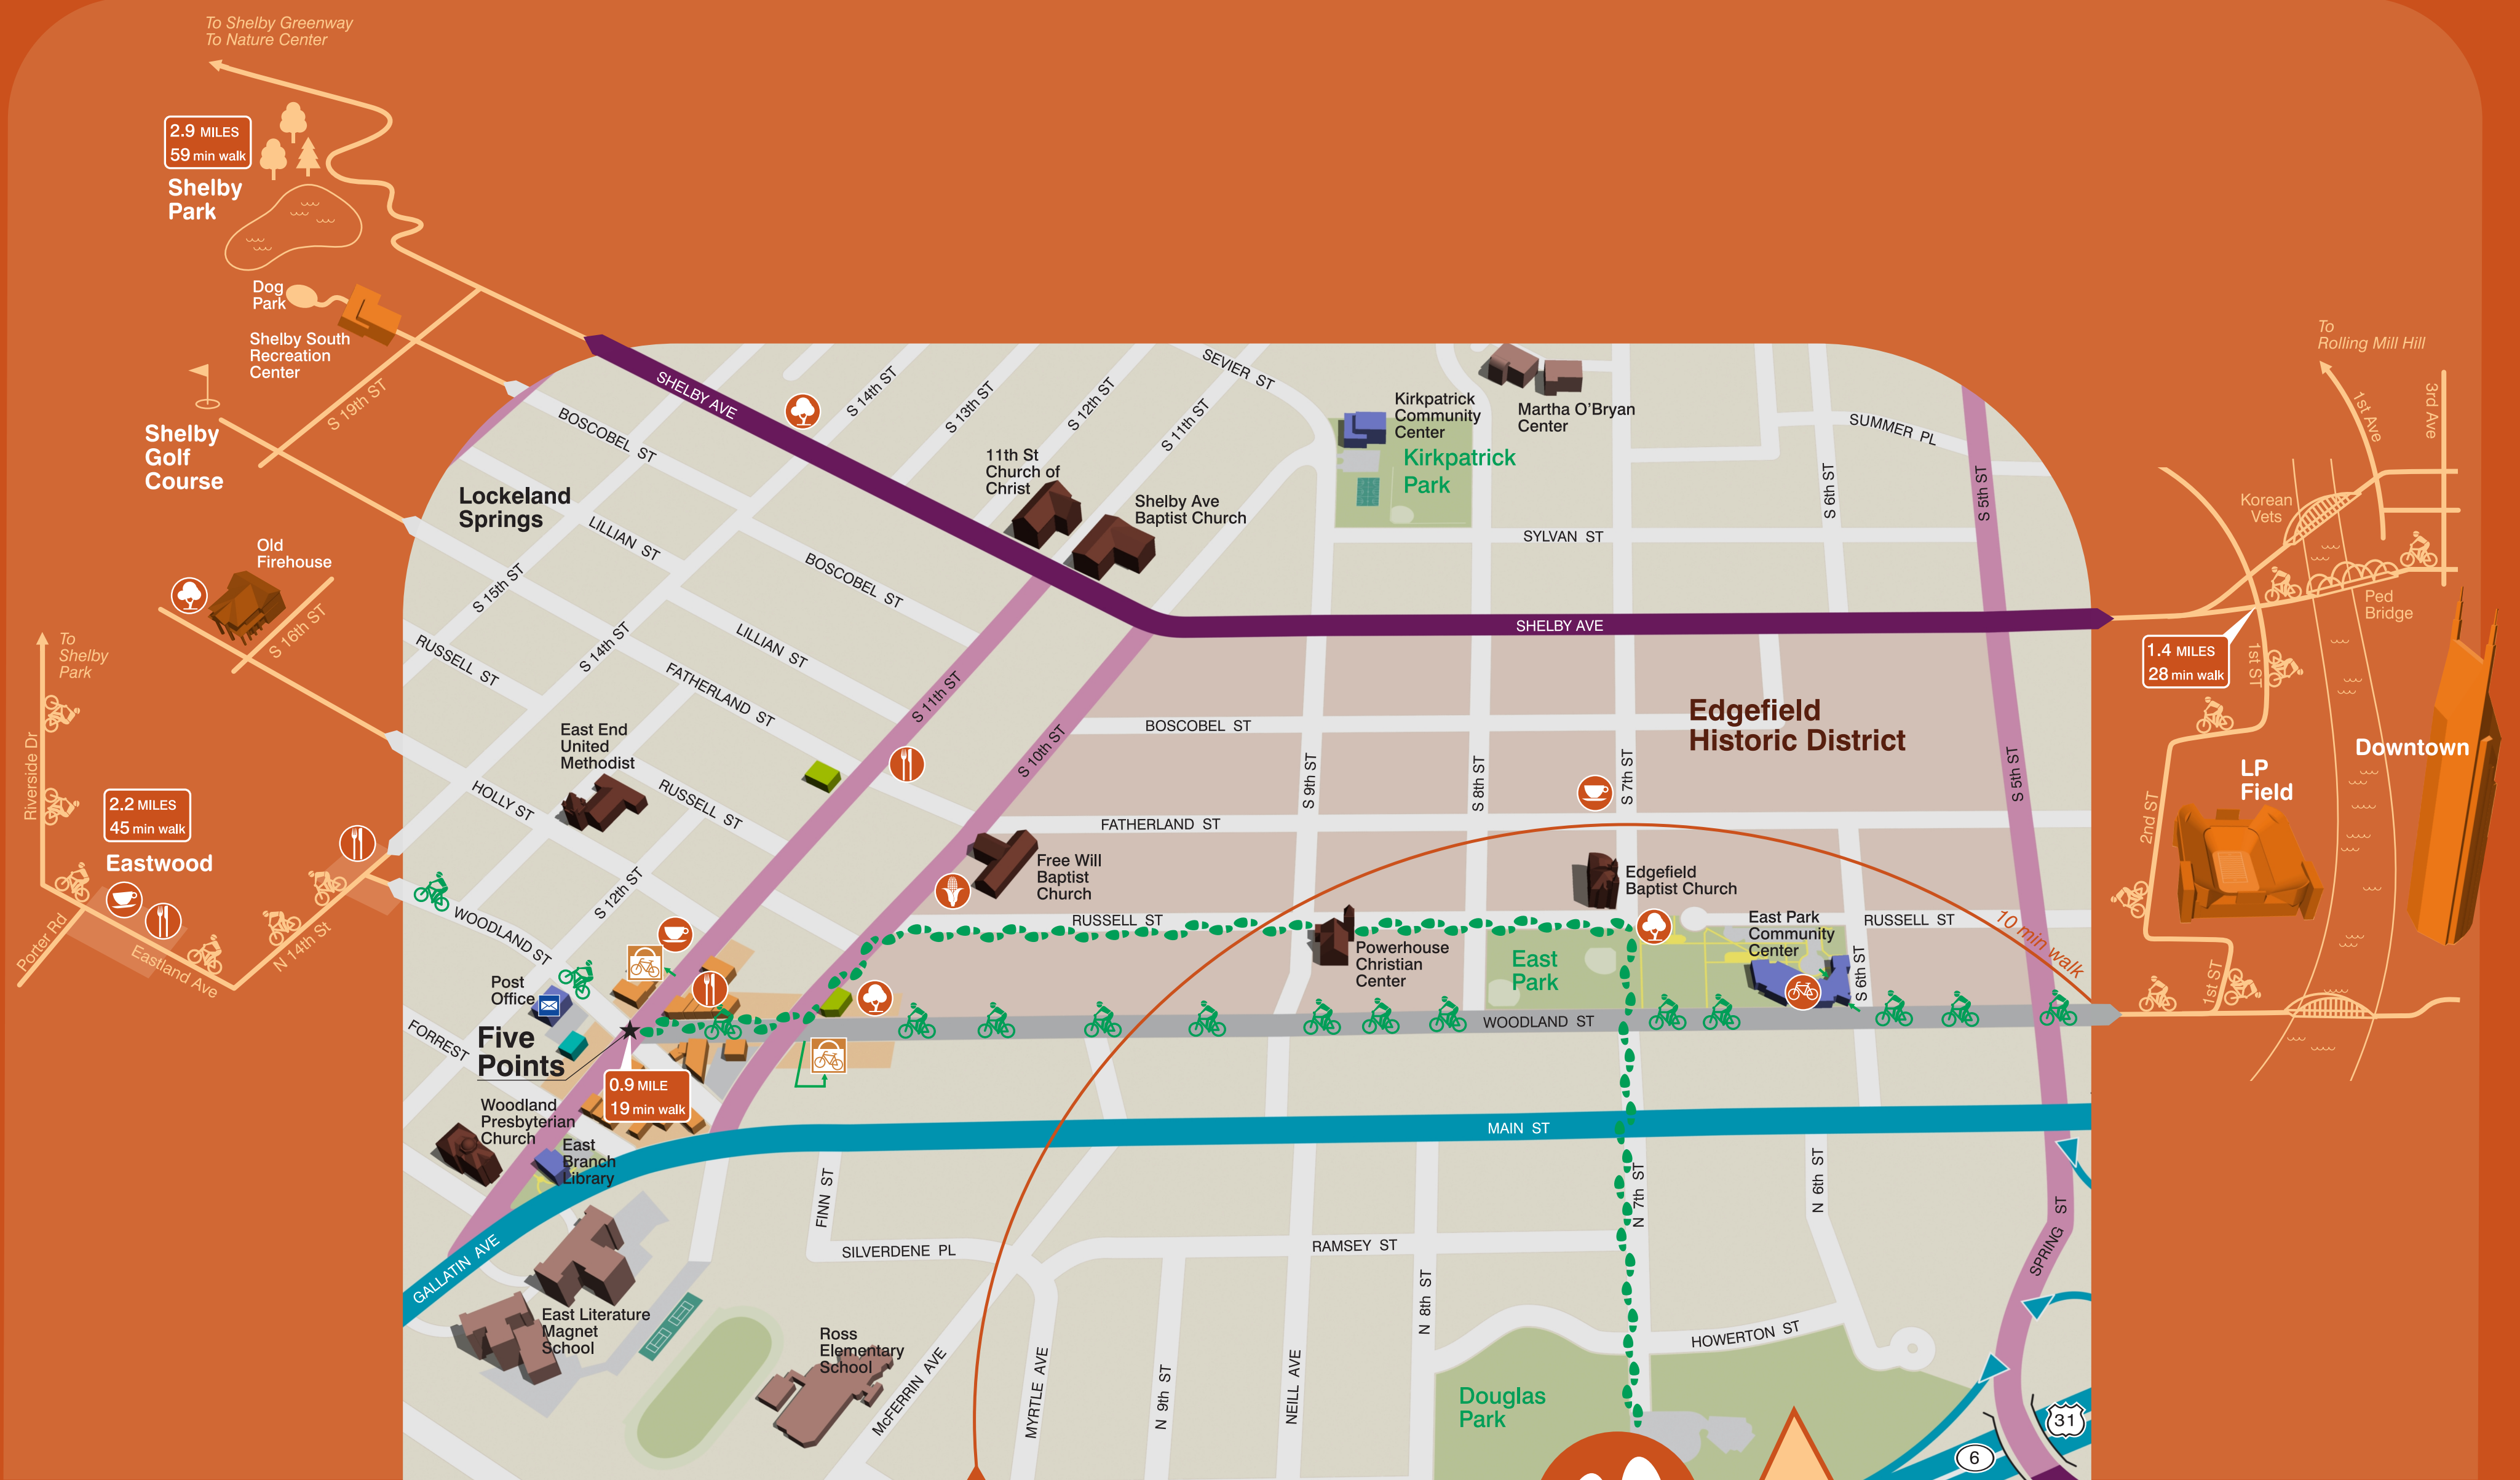 To Shelby Greenway
To Nature Center
2.9 MILES
59 min walk
Shelby
Park
Dog
Park
Shelby South
Recreation
Center
S 19th ST
Shelby
Golf
Course
Old
Firehouse
S 16th ST
To
Shelby
Park
Riverside Dr
2.2 MILES
45 min walk
Eastwood
Porter Rd
Eastland Ave
N 14th St
SHELBY AVE
BOSCOBEL ST
S 14th ST
S 13th ST
S 12th ST
S 11th ST
SEVIER ST
Kirkpatrick
Community
Center
Kirkpatrick
Park
Martha O'Bryan
Center
SUMMER PL
S 6th ST
S 5th ST
Lockeland
Springs
11th St
Church of
Christ
Shelby Ave
Baptist Church
LILLIAN ST
BOSCOBEL ST
SYLVAN ST
S 15th ST
S 14th ST
LILLIAN ST
SHELBY AVE
RUSSELL ST
FATHERLAND ST
S 11th ST
S 10th ST
BOSCOBEL ST
Edgefield
Historic District
East End
United
Methodist
HOLLY ST
RUSSELL ST
S 9th ST
S 8th ST
S 7th ST
S 5th ST
FATHERLAND ST
Free Will
Baptist
Church
Edgefield
Baptist Church
S 12th ST
WOODLAND ST
RUSSELL ST
Powerhouse
Christian
Center
East
Park
East Park
Community
Center
RUSSELL ST
S 6th ST
10 min walk
Post
Office
FORREST
Five
Points
WOODLAND ST
0.9 MILE
19 min walk
Woodland
Presbyterian
Church
East
Branch
Library
MAIN ST
GALLATIN AVE
FINN ST
SILVERDENE PL
RAMSEY ST
N 7th ST
N 6th ST
SPRING ST
East Literature
Magnet
School
Ross
Elementary
School
McFERRIN AVE
MYRTLE AVE
N 9th ST
NEILL AVE
N 8th ST
HOWERTON ST
Douglas
Park
31
6
To
Rolling Mill Hill
1st Ave
3rd Ave
Korean
Vets
Ped
Bridge
1.4 MILES
28 min walk
1st ST
Downtown
LP
Field
2nd ST
1st ST